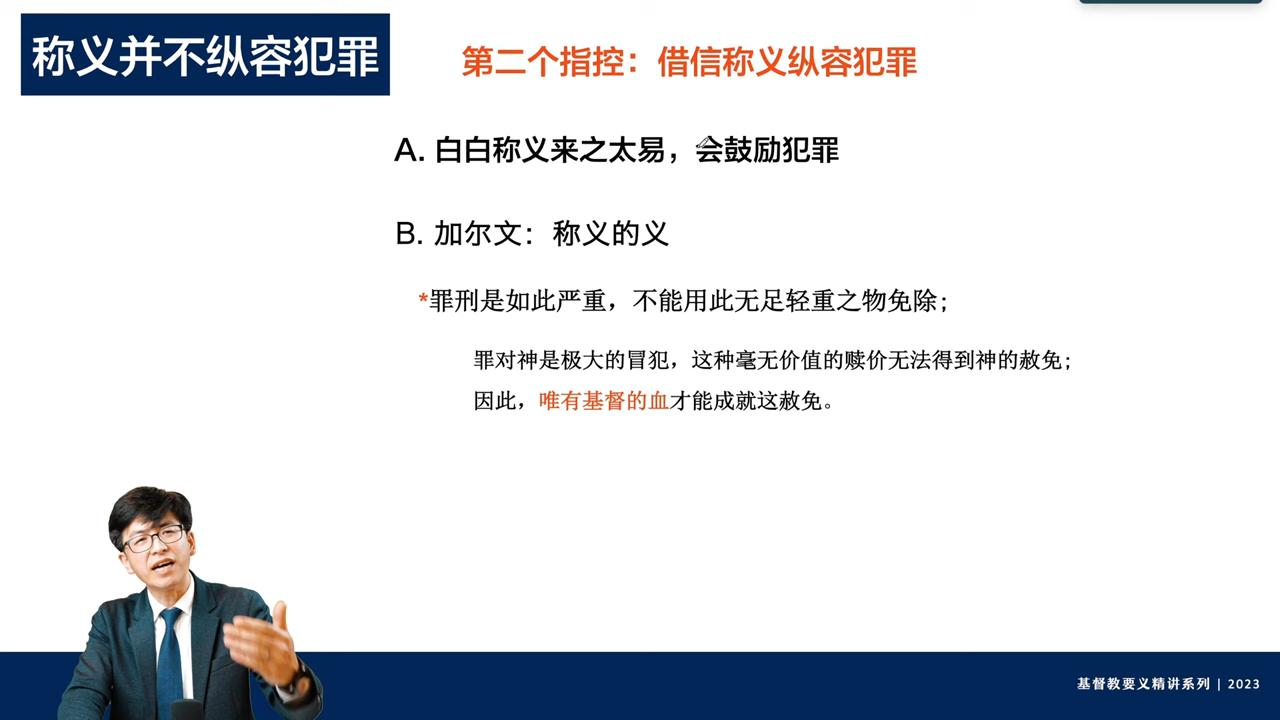 称义并不纵容犯罪
第二个指控：借信称义纵容犯罪
A. 白白称义来之太易，会鼓励犯罪
B. 加尔文：称义的义
*罪刑是如此严重，不能用此无足轻重之物免除；
罪对神是极大的冒犯，这种毫无价值的赎价无法得到神的赦免；
因此，唯有基督的血才能成就这赦免。
基督教要义精讲系列 | 2023